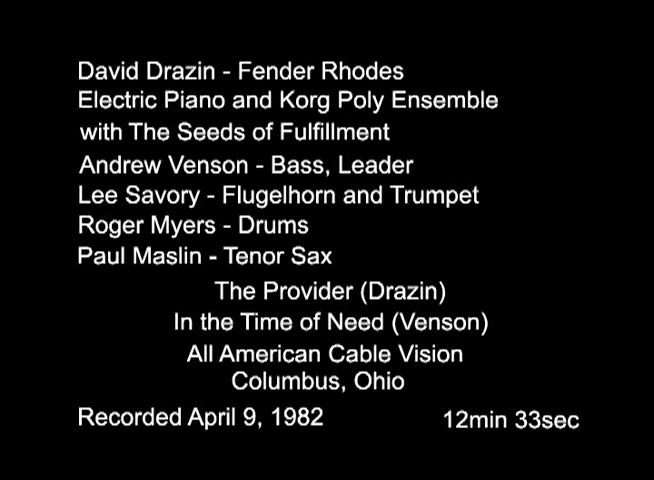 David Drazin - Fender Rhodes
Electric Piano and Korg Poly Ensemble
with The Seeds of Fulfillment
Andrew Venson - Bass, Leader
Lee Savory - Flugelhorn and Trumpet
Roger Myers - Drums
Paul Maslin - Tenor Sax
The Provider (Drazin)
In the Time of Need (Venson)
All American Cable Vision
Columbus, Ohio
Recorded April 9, 1982 12min 33sec